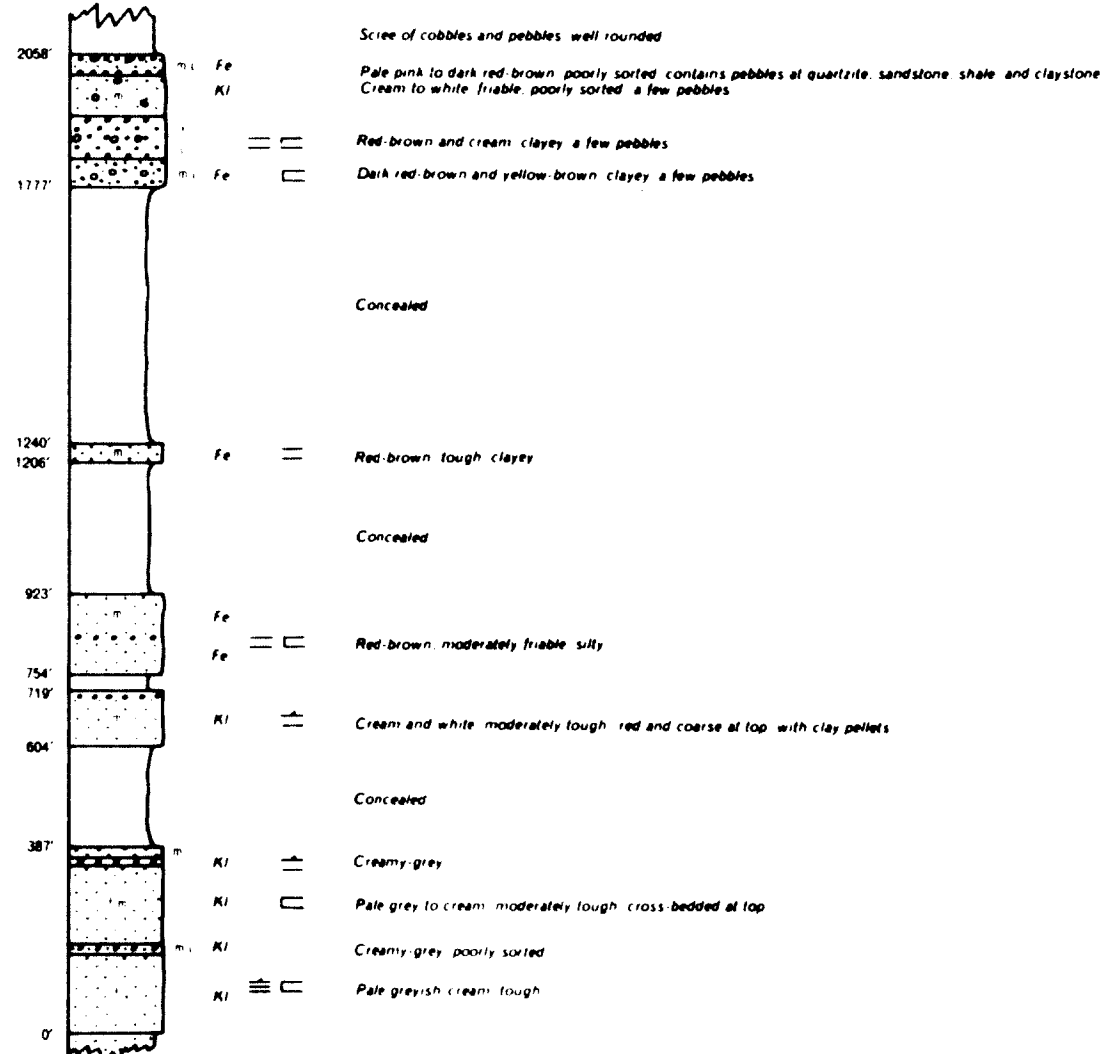 Scree of cobbles and pebbles well rounded
2058'
m Fe Pale pink to dark red-brown poorly sorted contains pebbles at quartzite, sandstone, shale and claystone
m Kl Cream to white friable, poorly sorted a few pebbles
Red-brown and cream clayey a few pebbles
m Fe Dark red-brown and yellow-brown clayey a few pebbles
1777'
Concealed
1240'
m Fe Red-brown tough clayey
1206'
Concealed
923'
m Fe
Red-brown, moderately friable silty
Fe
754'
719'
m Kl Cream and white moderately tough red and coarse at top with clay pellets
604'
Concealed
387'
m
Kl Creamy-grey
m Kl Pale grey to cream moderately tough cross-bedded at top
m Kl Creamy-grey poorly sorted
Kl Pale greyish cream tough
0'